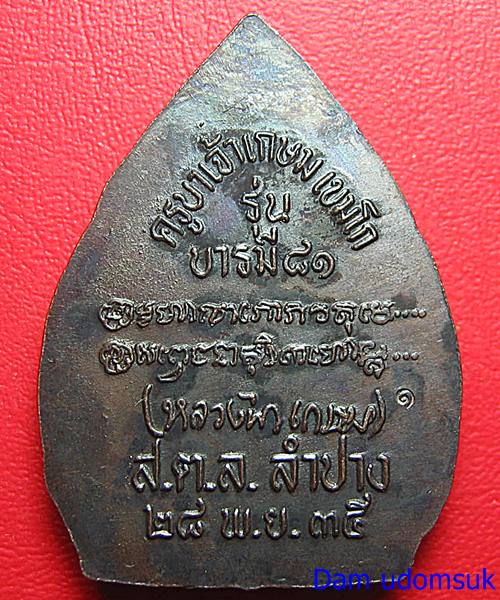 ครูบาเจ้าเกษม เขมโก
รุ่น
บารมี๘๑
(หลวงพ่อ เกษม) ๑
ส.ต.ล. ลำปาง
๒๘ พ.ย. ๓๕
Dam-udomsuk